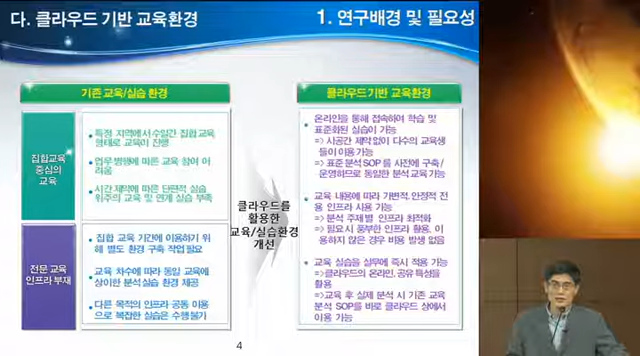 다. 클라우드 기반 교육환경
1. 연구배경 및 필요성
기존 교육/실습 환경
집합교육
중심의
교육
특정 지역에서 수일간 집합 교육
형태로 교육이 진행
업무병행에 따른 교육 참여 어
려움
시간 제약에 따른 단편적 실습
위주의 교육 및 연계 실습 부족
전문 교육
인프라 부재
집합 교육 기간에 이용하기 위
해 별도 환경 구축 작업 필요
교육 차수에 따라 동일 교육에
상이한 분석실습 환경 제공
다른 목적의 인프라 공동 이용
으로 복잡한 실습은 수행 불가
클라우드를
활용한
교육/실습환경
개선
클라우드 기반 교육환경
온라인을 통해 접속하여 학습 및
표준화된 실습이 가능
⇒ 시공간 제약없이 다수의 교육생
들이 이용 가능
⇒ 표준 분석 SOP를 사전에 구축/
운영하므로 동일한 분석 교육 가능
교육 내용에 따라 가변적, 안정적 전
용 인프라 사용 가능
⇒ 분석 주제별 인프라 최적화
⇒ 필요시 풍부한 인프라 활용, 이
용하지 않은 경우 비용 발생 없음
교육 실습을 실무에 즉시 적용 가능
⇒ 클라우드의 온라인, 공유 특성을
활용
⇒ 교육 후 실제 분석 시 기존 교육
분석 SOP를 바로 클라우드 상에서
이용 가능
4